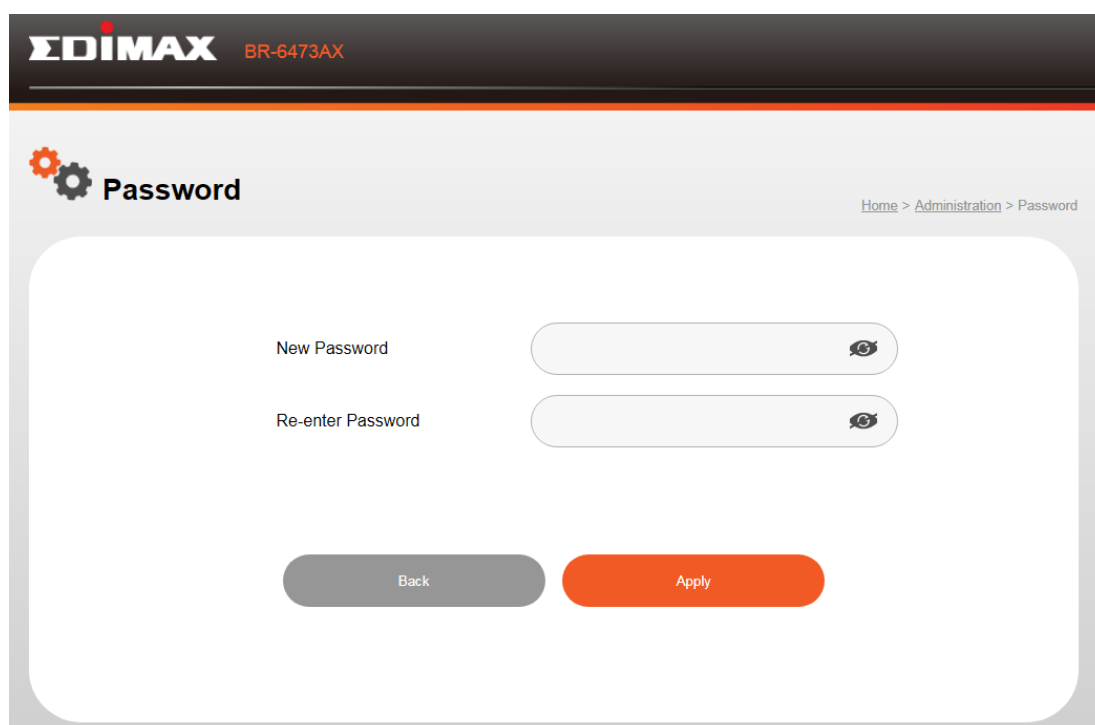 EDIMAX BR-6473AX
Password
Home > Administration > Password
New Password
Re-enter Password
Back Apply